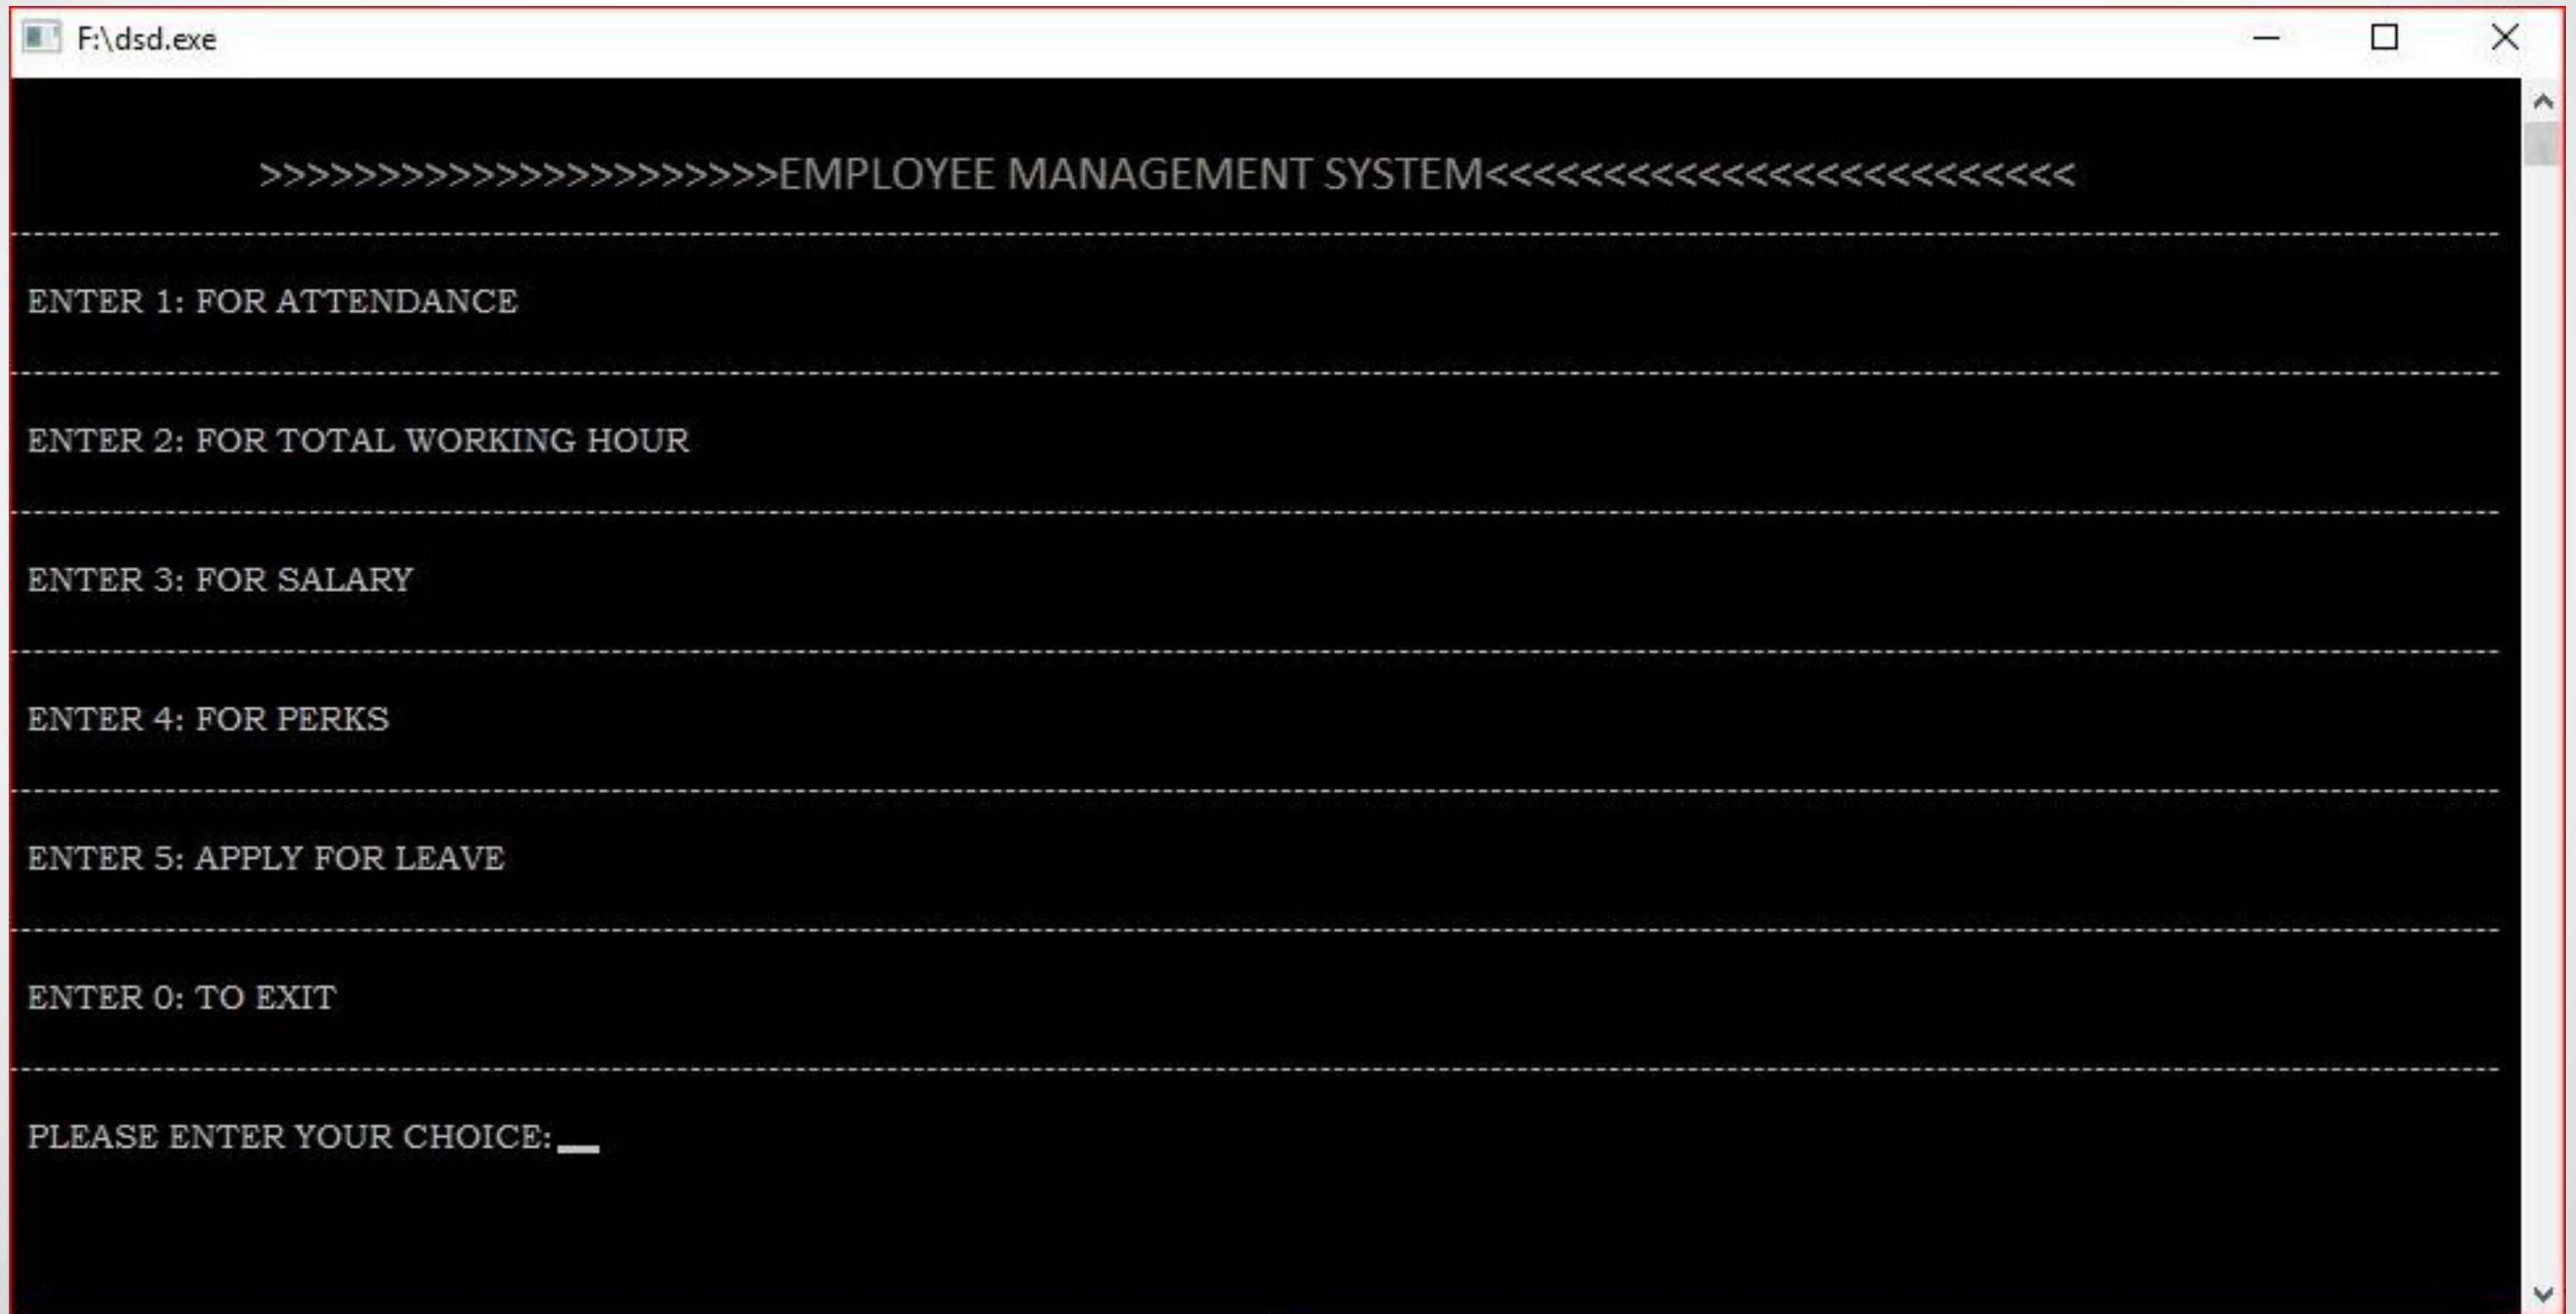 F:\dsd.exe
>>>>>>>>>>>>>>>>>>>>>>EMPLOYEE MANAGEMENT SYSTEM<<<<<<<<<<<<<<<<<<<<<<<<<
ENTER 1: FOR ATTENDANCE
ENTER 2: FOR TOTAL WORKING HOUR
ENTER 3: FOR SALARY
ENTER 4: FOR PERKS
ENTER 5: APPLY FOR LEAVE
ENTER 0: TO EXIT
PLEASE ENTER YOUR CHOICE: